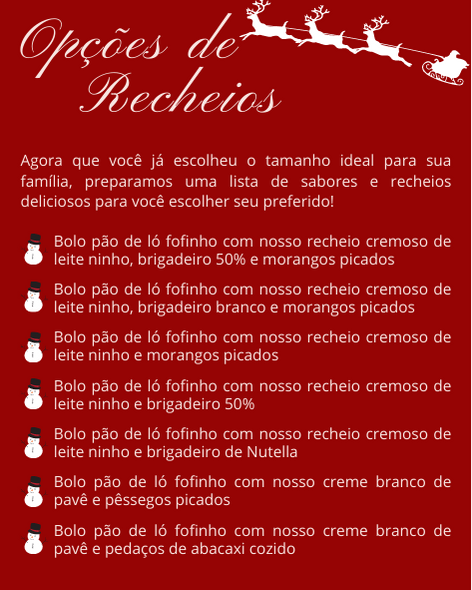 Opções de
Recheios
Agora que você já escolheu o tamanho ideal para sua
família, preparamos uma lista de sabores e recheios
deliciosos para você escolher seu preferido!
Bolo pão de ló fofinho com nosso recheio cremoso de
leite ninho, brigadeiro 50% e morangos picados
Bolo pão de ló fofinho com nosso recheio cremoso de
leite ninho, brigadeiro branco e morangos picados
Bolo pão de ló fofinho com nosso recheio cremoso de
leite ninho e morangos picados
Bolo pão de ló fofinho com nosso recheio cremoso de
leite ninho e brigadeiro 50%
Bolo pão de ló fofinho com nosso recheio cremoso de
leite ninho e brigadeiro de Nutella
Bolo pão de ló fofinho com nosso creme branco de
pavê e pêssegos picados
Bolo pão de ló fofinho com nosso creme branco de
pavê e pedaços de abacaxi cozido